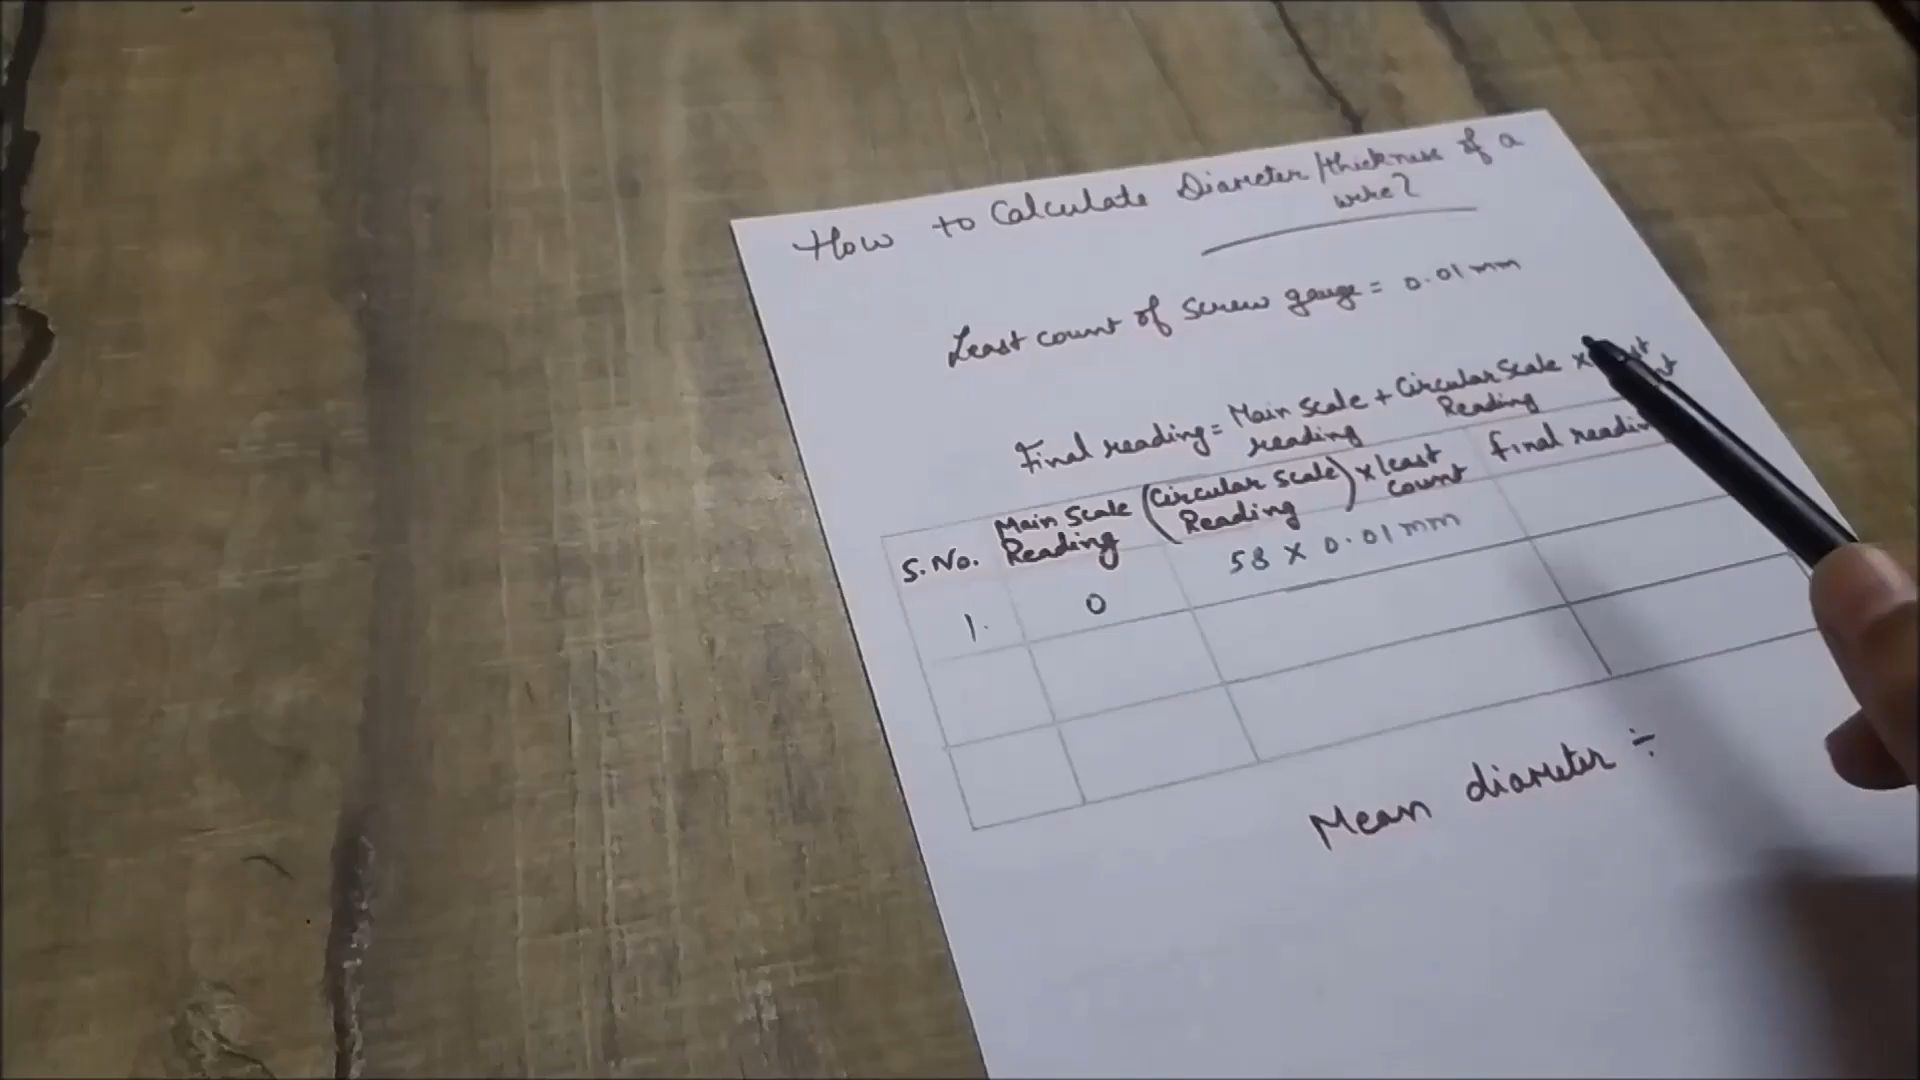 How to Calculate Diameter/thickness of a
wire?
Least count of screw gauge = 0.01 mm
Final reading = Main Scale + Circular Scale ×
reading Reading
S.No. Main Scale Reading (Circular Scale Reading) × least count final
1. 0 58 × 0.01 mm
Mean diameter ÷